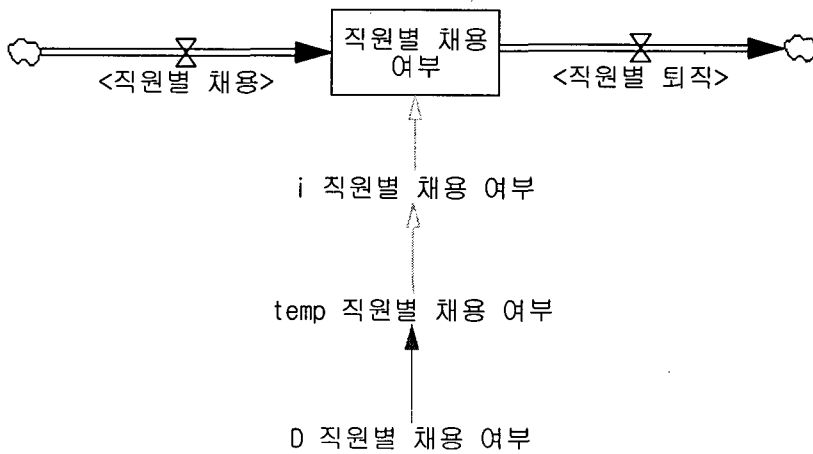 직원별 채용
여부
<직원별 채용>
<직원별 퇴직>
i 직원별 채용 여부
temp 직원별 채용 여부
D 직원별 채용 여부